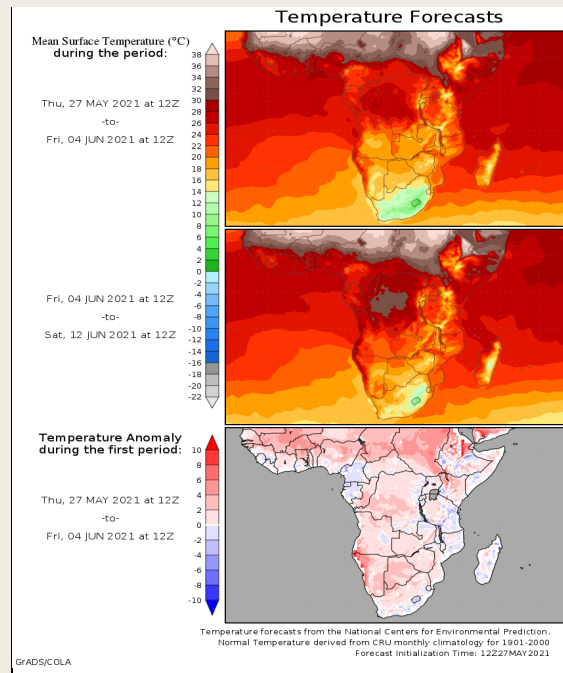 Temperature Forecasts
Mean Surface Temperature (°C)
during the period:
Thu, 27 MAY 2021 at 12Z
-to-
Fri, 04 JUN 2021 at 12Z
38
36
34
32
30
28
26
24
22
20
18
16
14
12
10
8
6
4
2
0
-2
-4
-6
-8
-10
-12
-14
-16
-18
-20
-22
Fri, 04 JUN 2021 at 12Z
-to-
Sat, 12 JUN 2021 at 12Z
Temperature Anomaly
during the first period:
Thu, 27 MAY 2021 at 12Z
-to-
Fri, 04 JUN 2021 at 12Z
10
8
6
4
2
0
-2
-4
-6
-8
-10
Temperature forecasts from the National Centers for Environmental Prediction.
Normal Temperature derived from CRU monthly climatology for 1901-2000
Forecast Initialization Time: 12Z27MAY2021
GrADS/COLA